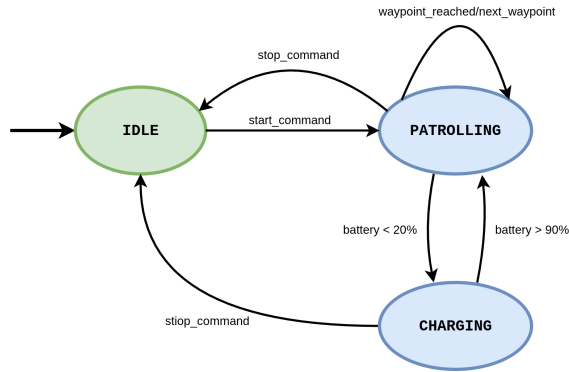 waypoint_reached/next_waypoint
stop_command
start_command
IDLE
PATROLLING
battery < 20%
battery > 90%
stiop_command
CHARGING